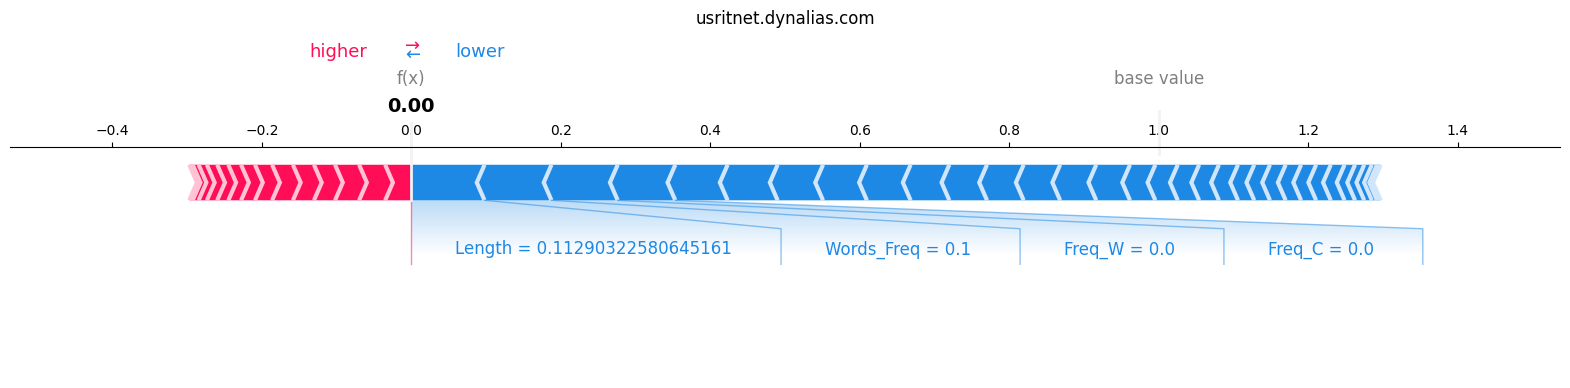 usritnet.dynalias.com
higher → ← lower
f(x) base value
0.00
−0.4 −0.2 0.0 0.2 0.4 0.6 0.8 1.0 1.2 1.4
Length = 0.11290322580645161 Words_Freq = 0.1 Freq_W = 0.0 Freq_C = 0.0